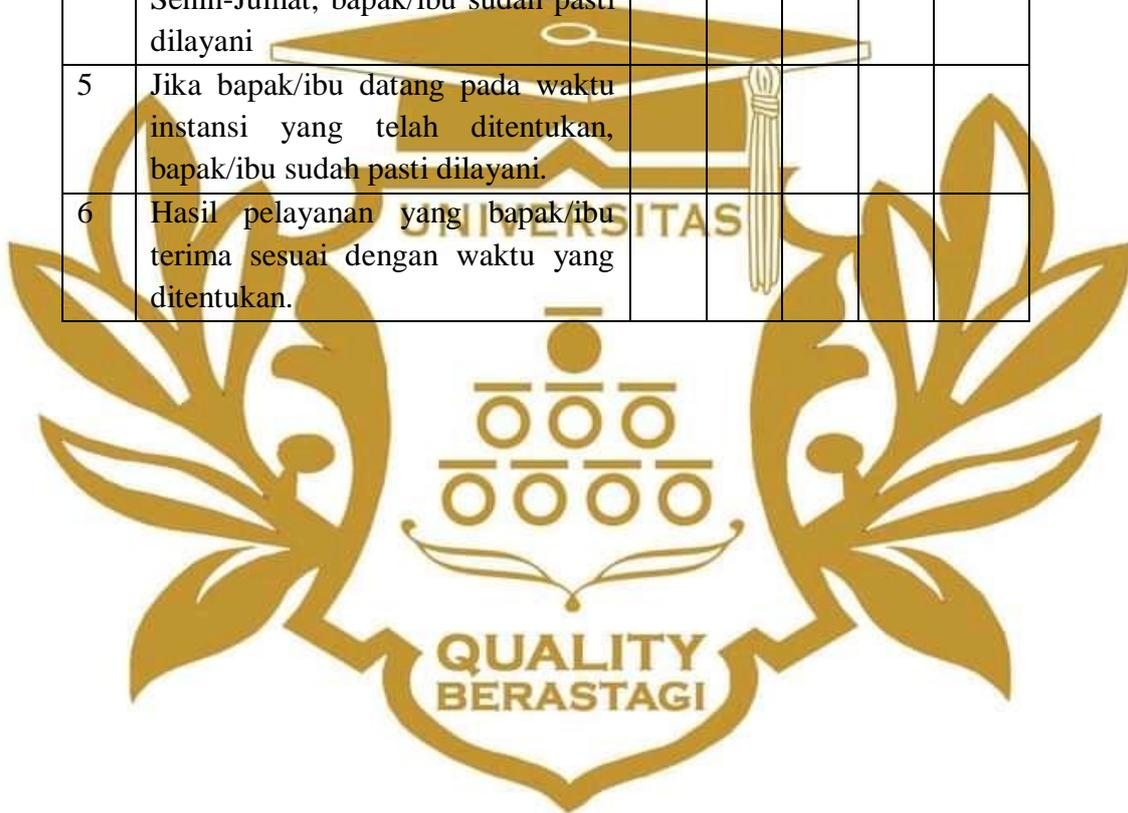 Senin-Jumat, bapak/ibu sudah pasti
dilayani
5 Jika bapak/ibu datang pada waktu
instansi yang telah ditentukan,
bapak/ibu sudah pasti dilayani.
6 Hasil pelayanan yang bapak/ibu
terima sesuai dengan waktu yang
ditentukan.
UNIVERSITAS
QUALITY
BERASTAGI